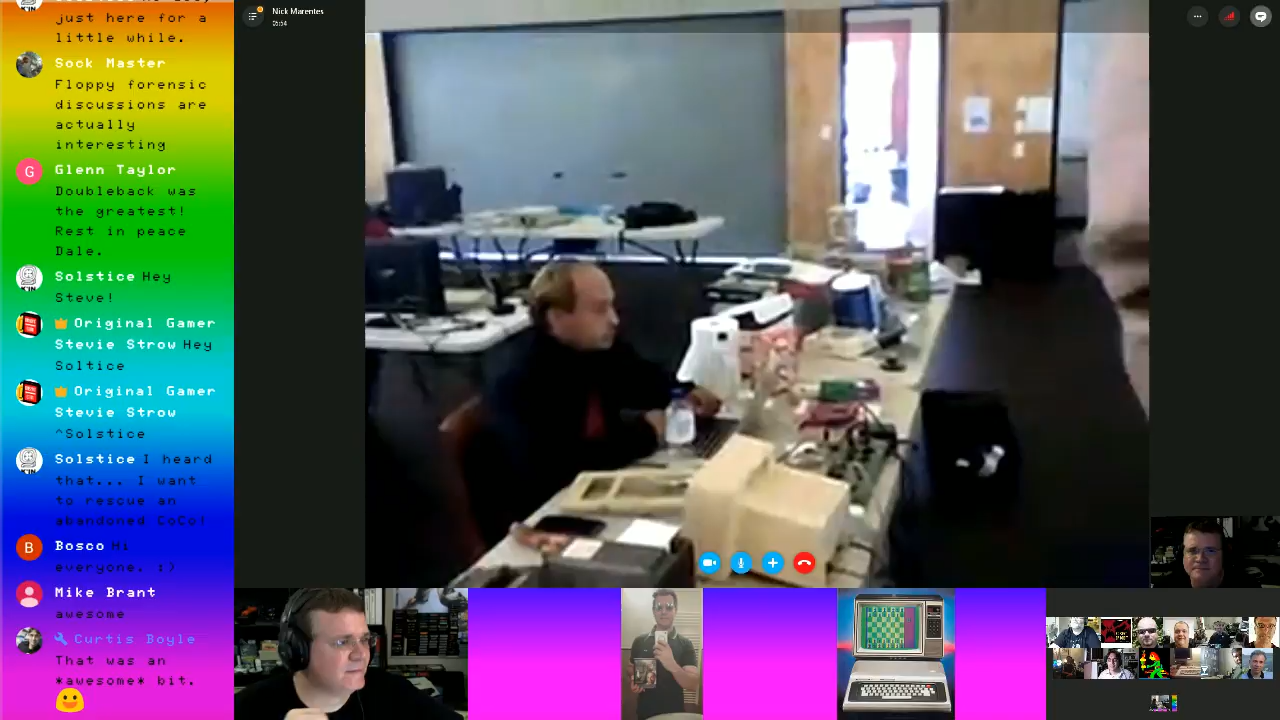 just here for a
little while.
Sock Master
Floppy forensic
discussions are
actually
interesting
G
Glenn Taylor
Doubleback was
the greatest!
Rest in peace
Dale.
Solstice Hey
Steve!
Original Gamer
Stevie Strow Hey
Soltice
Original Gamer
Stevie Strow
^Solstice
Solstice I heard
that... I want
to rescue an
abandoned CoCo!
B
Bosco Hi
everyone. :)
Mike Brant
awesome
Curtis Boyle
That was an
*awesome* bit.
Nick Marentes